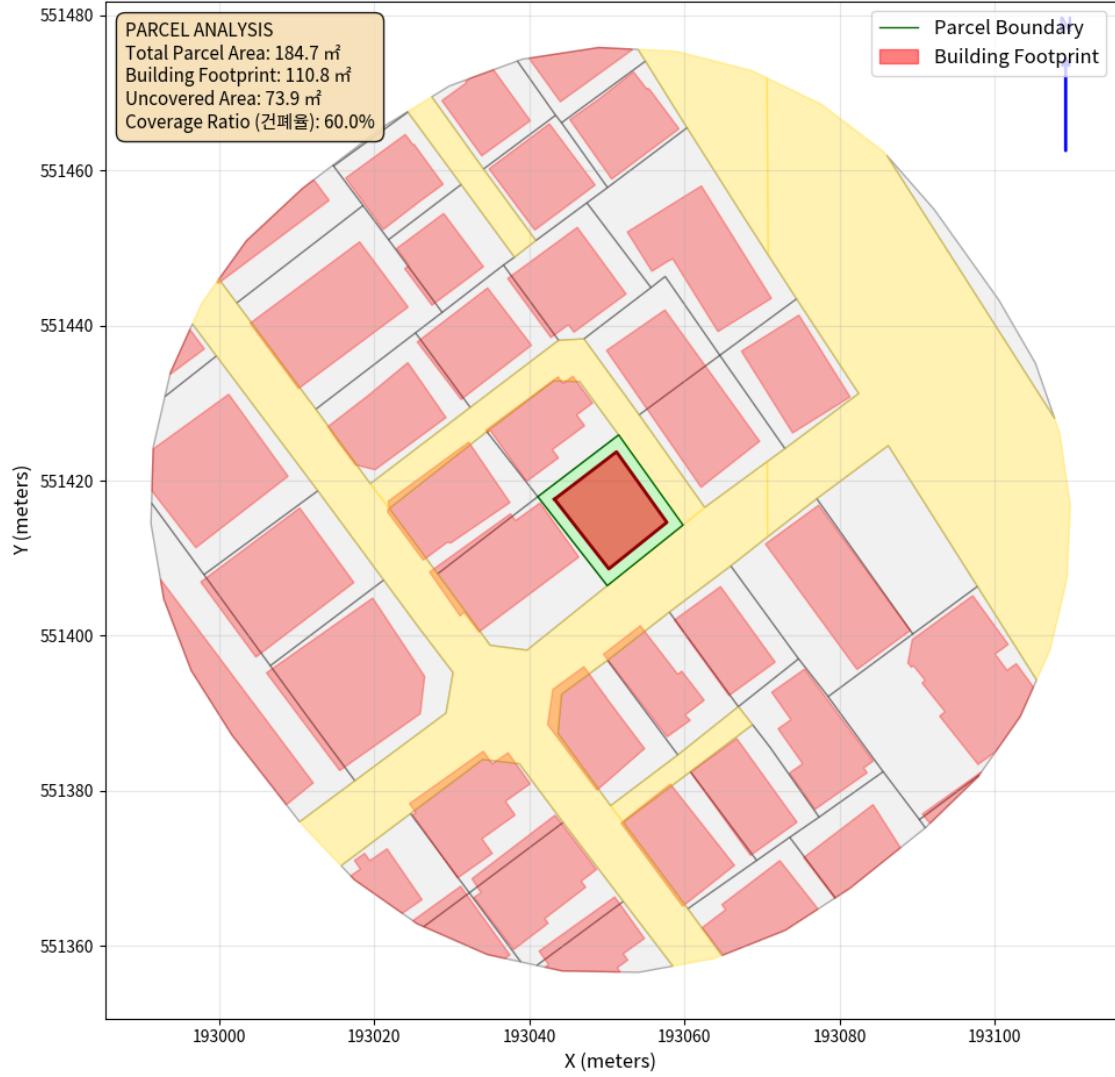 551480
551460
551440
551420
551400
551380
551360
Y (meters)
PARCEL ANALYSIS
Total Parcel Area: 184.7 ㎡
Building Footprint: 110.8 ㎡
Uncovered Area: 73.9 ㎡
Coverage Ratio (건폐율): 60.0%
Parcel Boundary
Building Footprint
N
193000
193020
193040
193060
193080
193100
X (meters)